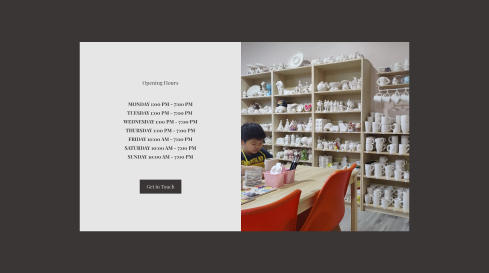 Opening Hours
MONDAY 1:00 PM - 7:00 PM
TUESDAY 1:00 PM - 7:00 PM
WEDNESDAY 1:00 PM - 7:00 PM
THURSDAY 1:00 PM - 7:00 PM
FRIDAY 10:00 AM - 7:00 PM
SATURDAY 10:00 AM - 7:00 PM
SUNDAY 10:00 AM - 7:00 PM
Get in Touch